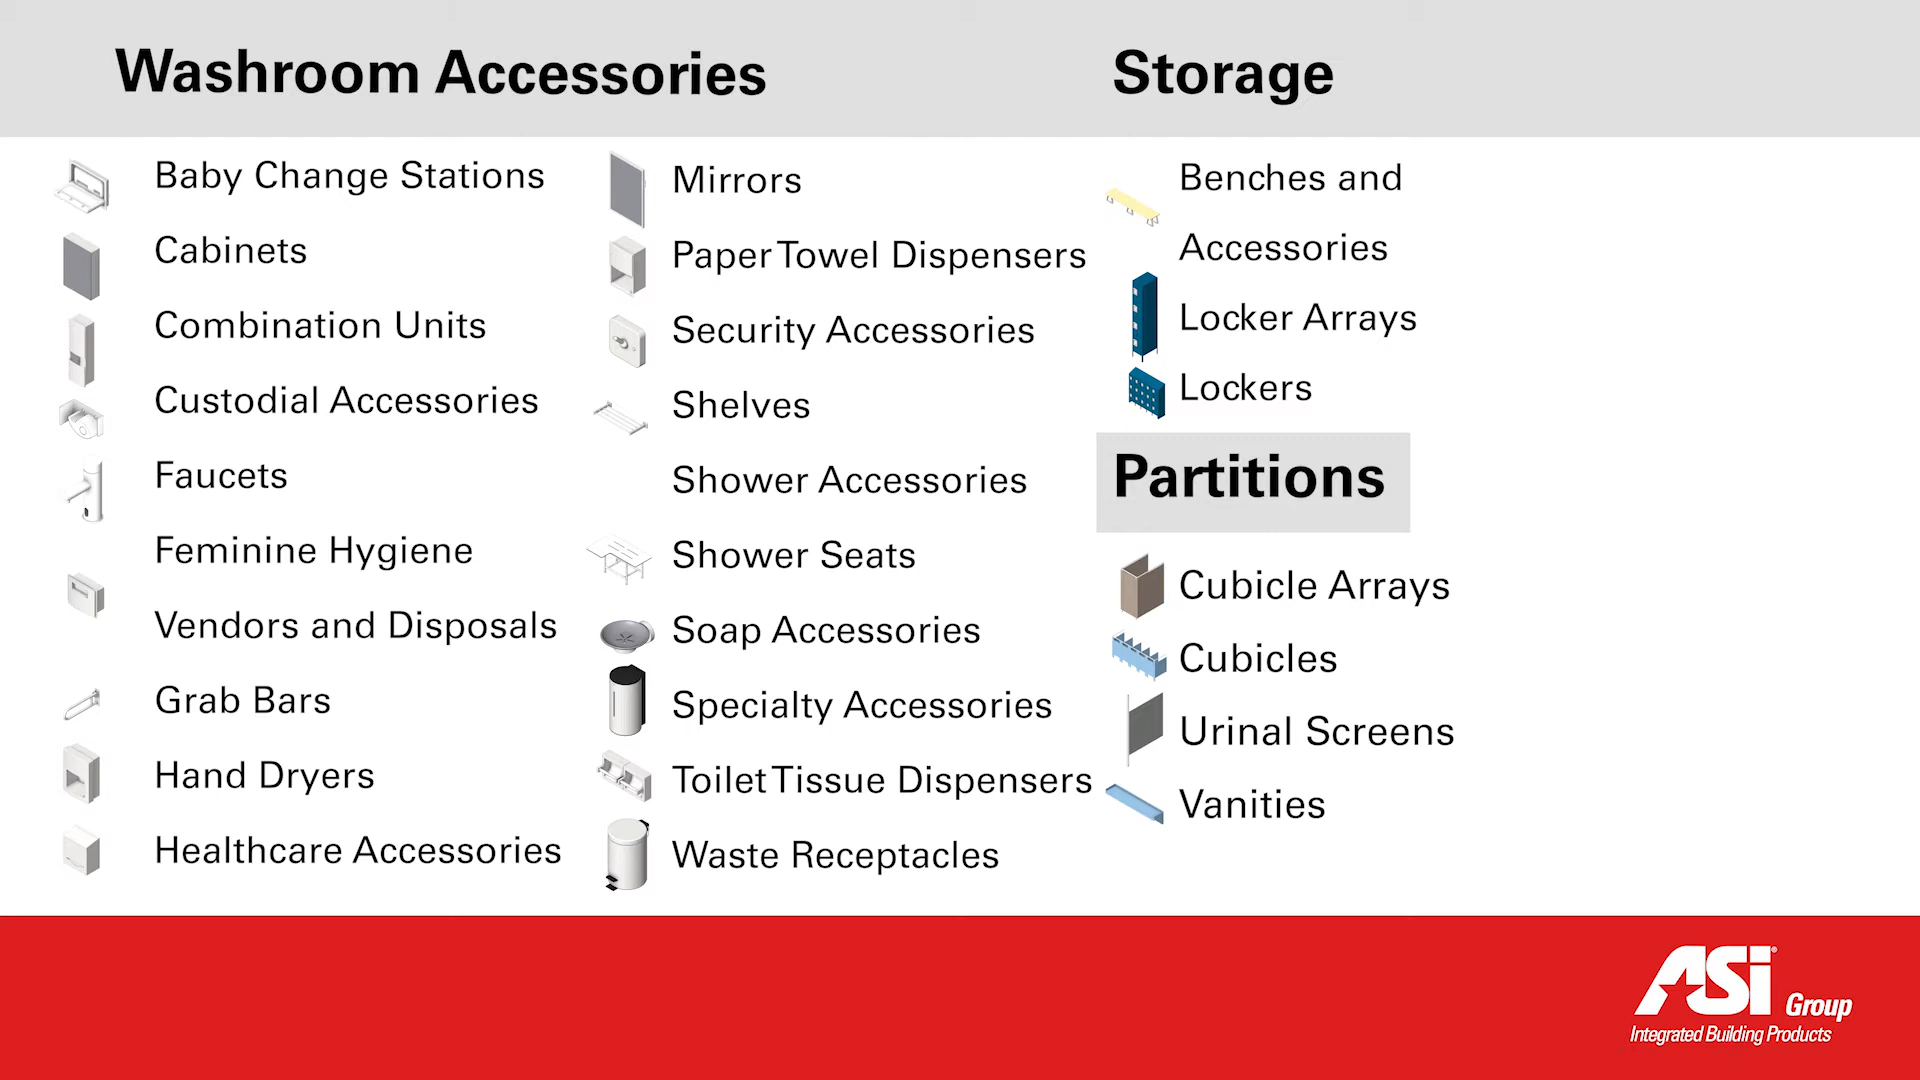 Washroom Accessories
Baby Change Stations
Cabinets
Combination Units
Custodial Accessories
Faucets
Feminine Hygiene
Vendors and Disposals
Grab Bars
Hand Dryers
Healthcare Accessories
Mirrors
Paper Towel Dispensers
Security Accessories
Shelves
Shower Accessories
Shower Seats
Soap Accessories
Specialty Accessories
Toilet Tissue Dispensers
Waste Receptacles
Storage
Benches and
Accessories
Locker Arrays
Lockers
Partitions
Cubicle Arrays
Cubicles
Urinal Screens
Vanities
ASi® Group
Integrated Building Products